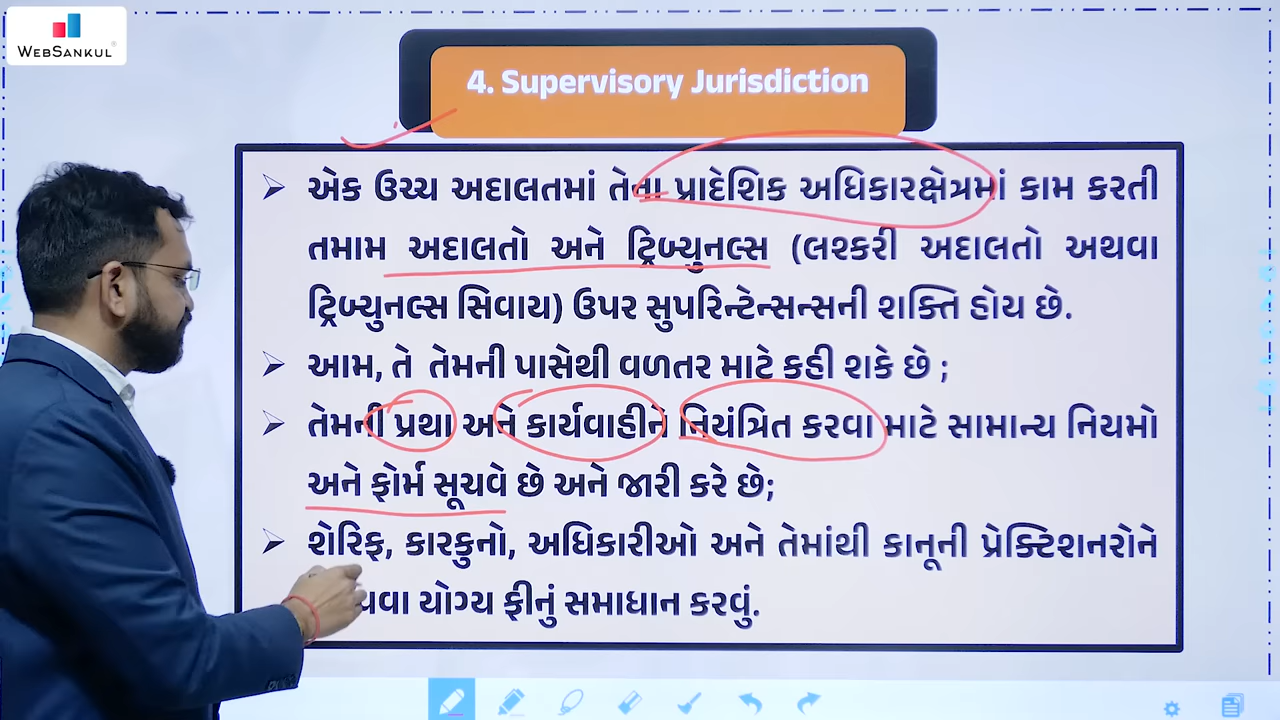 WEBSANKUL
4. Supervisory Jurisdiction
➢ એક ઉચ્ચ અદાલતમાં તેના પ્રાદેશિક અધિકારક્ષેત્રમાં કામ કરતી
તમામ અદાલતો અને ટ્રિબ્યુનલ્સ (લશ્કરી અદાલતો અથવા
ટ્રિબ્યુનલ્સ સિવાય) ઉપર સુપરિન્ટેન્સન્સની શક્તિ હોય છે.
➢ આમ, તે તેમની પાસેથી વળતર માટે કહી શકે છે ;
➢ તેમની પ્રથા અને કાર્યવાહીને નિયંત્રિત કરવા માટે સામાન્ય નિયમો
અને ફોર્મ સૂચવે છે અને જારી કરે છે;
➢ શેરિફ, કારકુનો, અધિકારીઓ અને તેમાંથી કાનૂની પ્રેક્ટિશનરોને
યોગ્ય ફીનું સમાધાન કરવું.